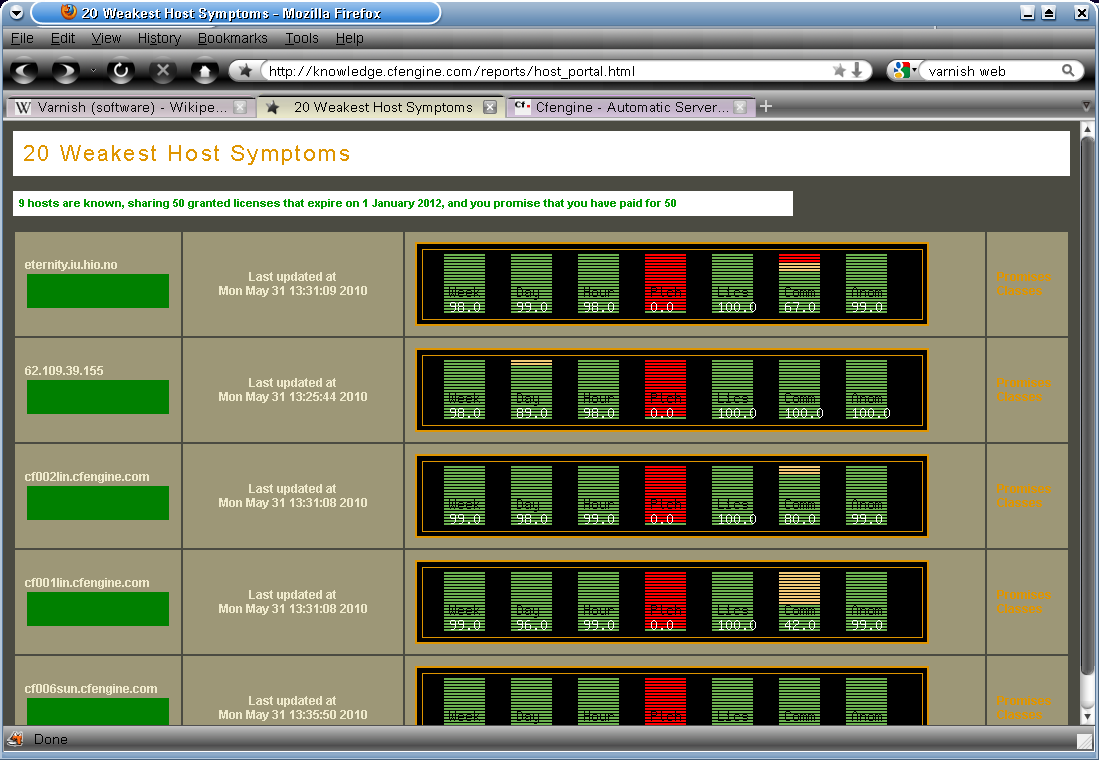 20 Weakest Host Symptoms - Mozilla Firefox
File Edit View History Bookmarks Tools Help
http://knowledge.cfengine.com/reports/host_portal.html varnish web
W Varnish (software) - Wikipe... 20 Weakest Host Symptoms Cf Cfengine - Automatic Server...
20 Weakest Host Symptoms
9 hosts are known, sharing 50 granted licenses that expire on 1 January 2012, and you promise that you have paid for 50
eternity.iu.hio.no
Last updated at
Mon May 31 13:31:09 2010
Week Day Hour Ptch Lics Comm Anom
98.0 99.0 98.0 0.0 100.0 67.0 99.0
Promises
Classes
62.109.39.155
Last updated at
Mon May 31 13:25:44 2010
Week Day Hour Ptch Lics Comm Anom
98.0 89.0 98.0 0.0 100.0 100.0 100.0
Promises
Classes
cf002lin.cfengine.com
Last updated at
Mon May 31 13:31:08 2010
Week Day Hour Ptch Lics Comm Anom
99.0 98.0 99.0 0.0 100.0 80.0 99.0
Promises
Classes
cf001lin.cfengine.com
Last updated at
Mon May 31 13:31:08 2010
Week Day Hour Ptch Lics Comm Anom
99.0 96.0 99.0 0.0 100.0 42.0 99.0
Promises
Classes
cf006sun.cfengine.com
Last updated at
Mon May 31 13:35:50 2010
Week Day Hour Ptch Lics Comm Anom
Promises
Classes
Done